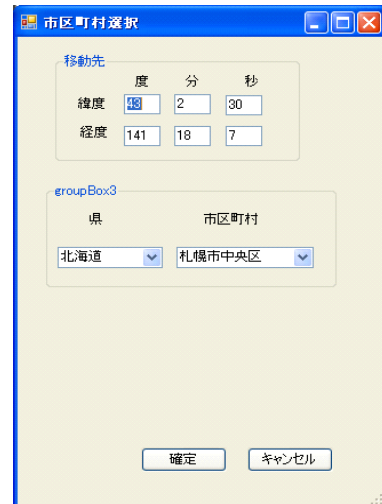 市区町村選択
移動先
度 分 秒
緯度 43 2 30
経度 141 18 7
groupBox3
県 市区町村
北海道 札幌市中央区
確定 キャンセル